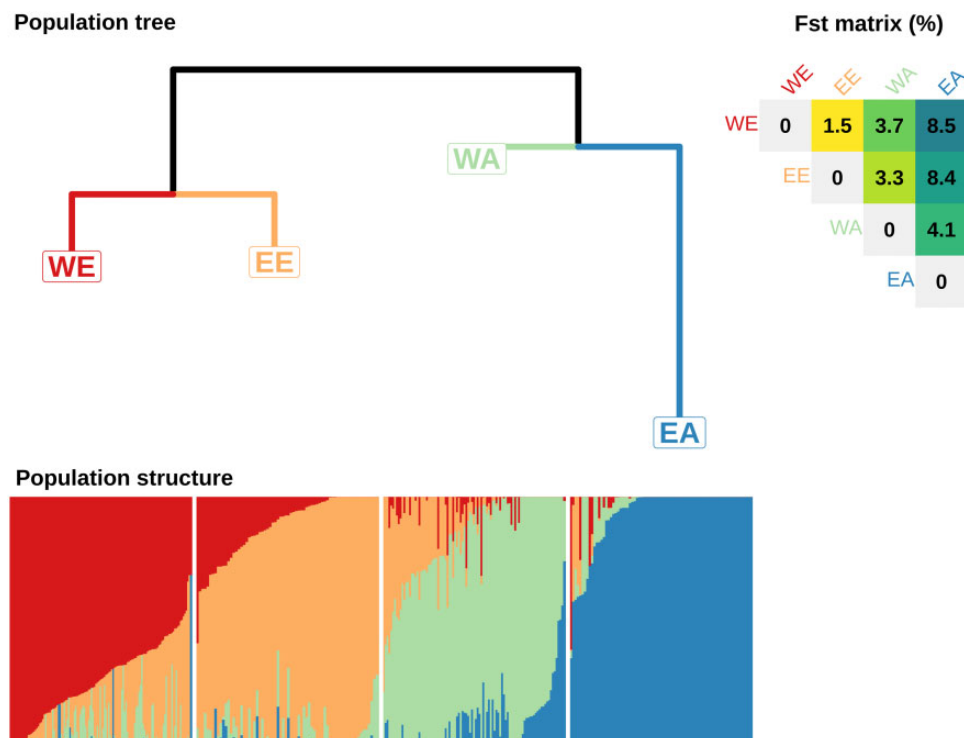 Population tree
Fst matrix (%)
WE EE WA EA
WE 0 1.5 3.7 8.5
EE 0 3.3 8.4
WA 0 4.1
EA 0
WA
WE EE
EA
Population structure